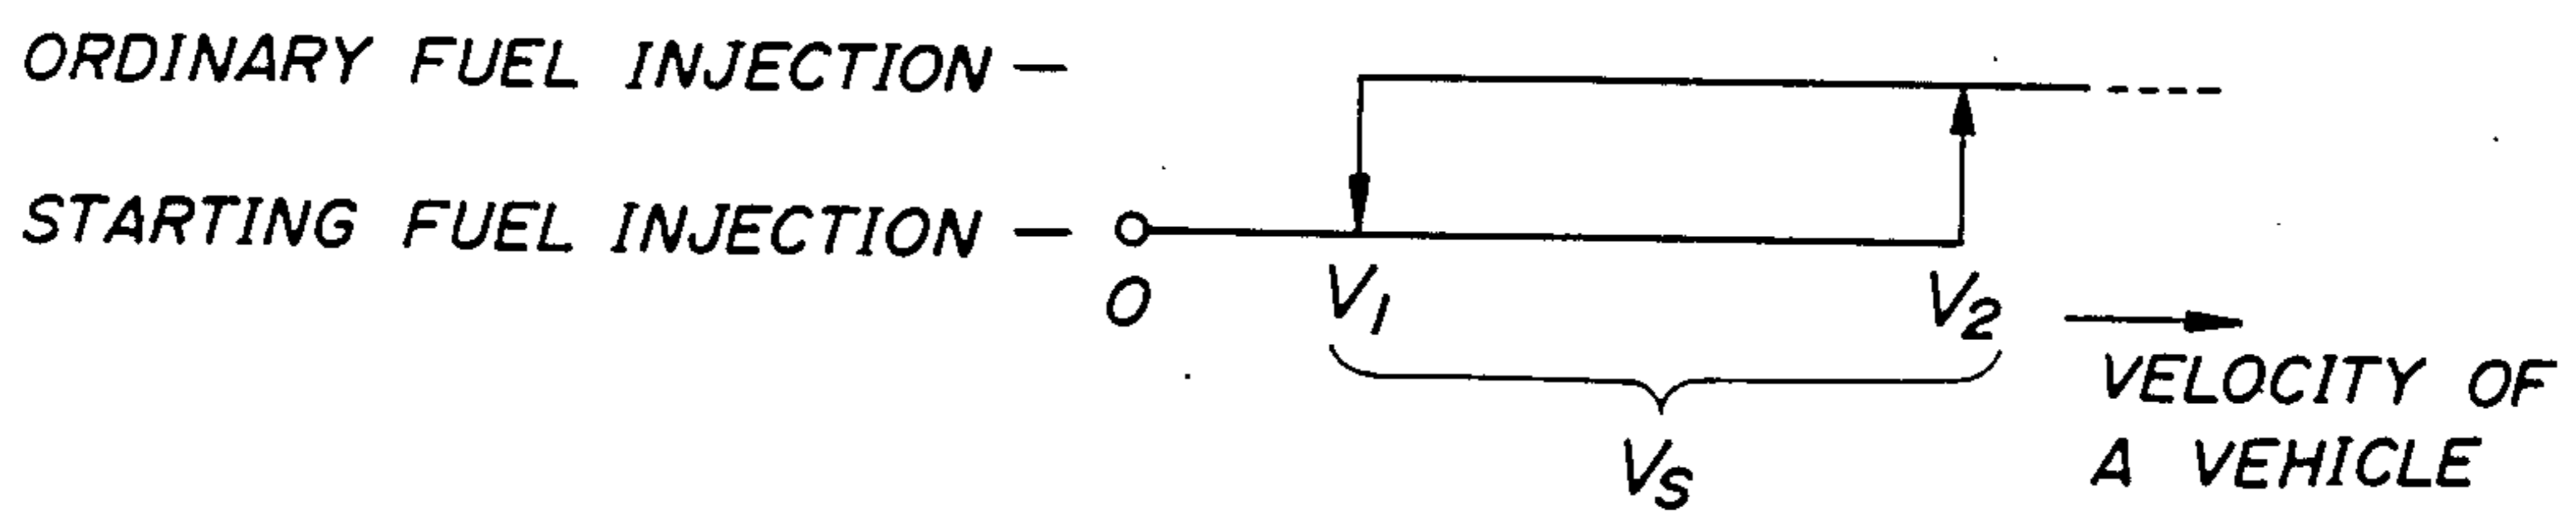 ORDINARY FUEL INJECTION
STARTING FUEL INJECTION
O V1 V2
VELOCITY OF
A VEHICLE
VS